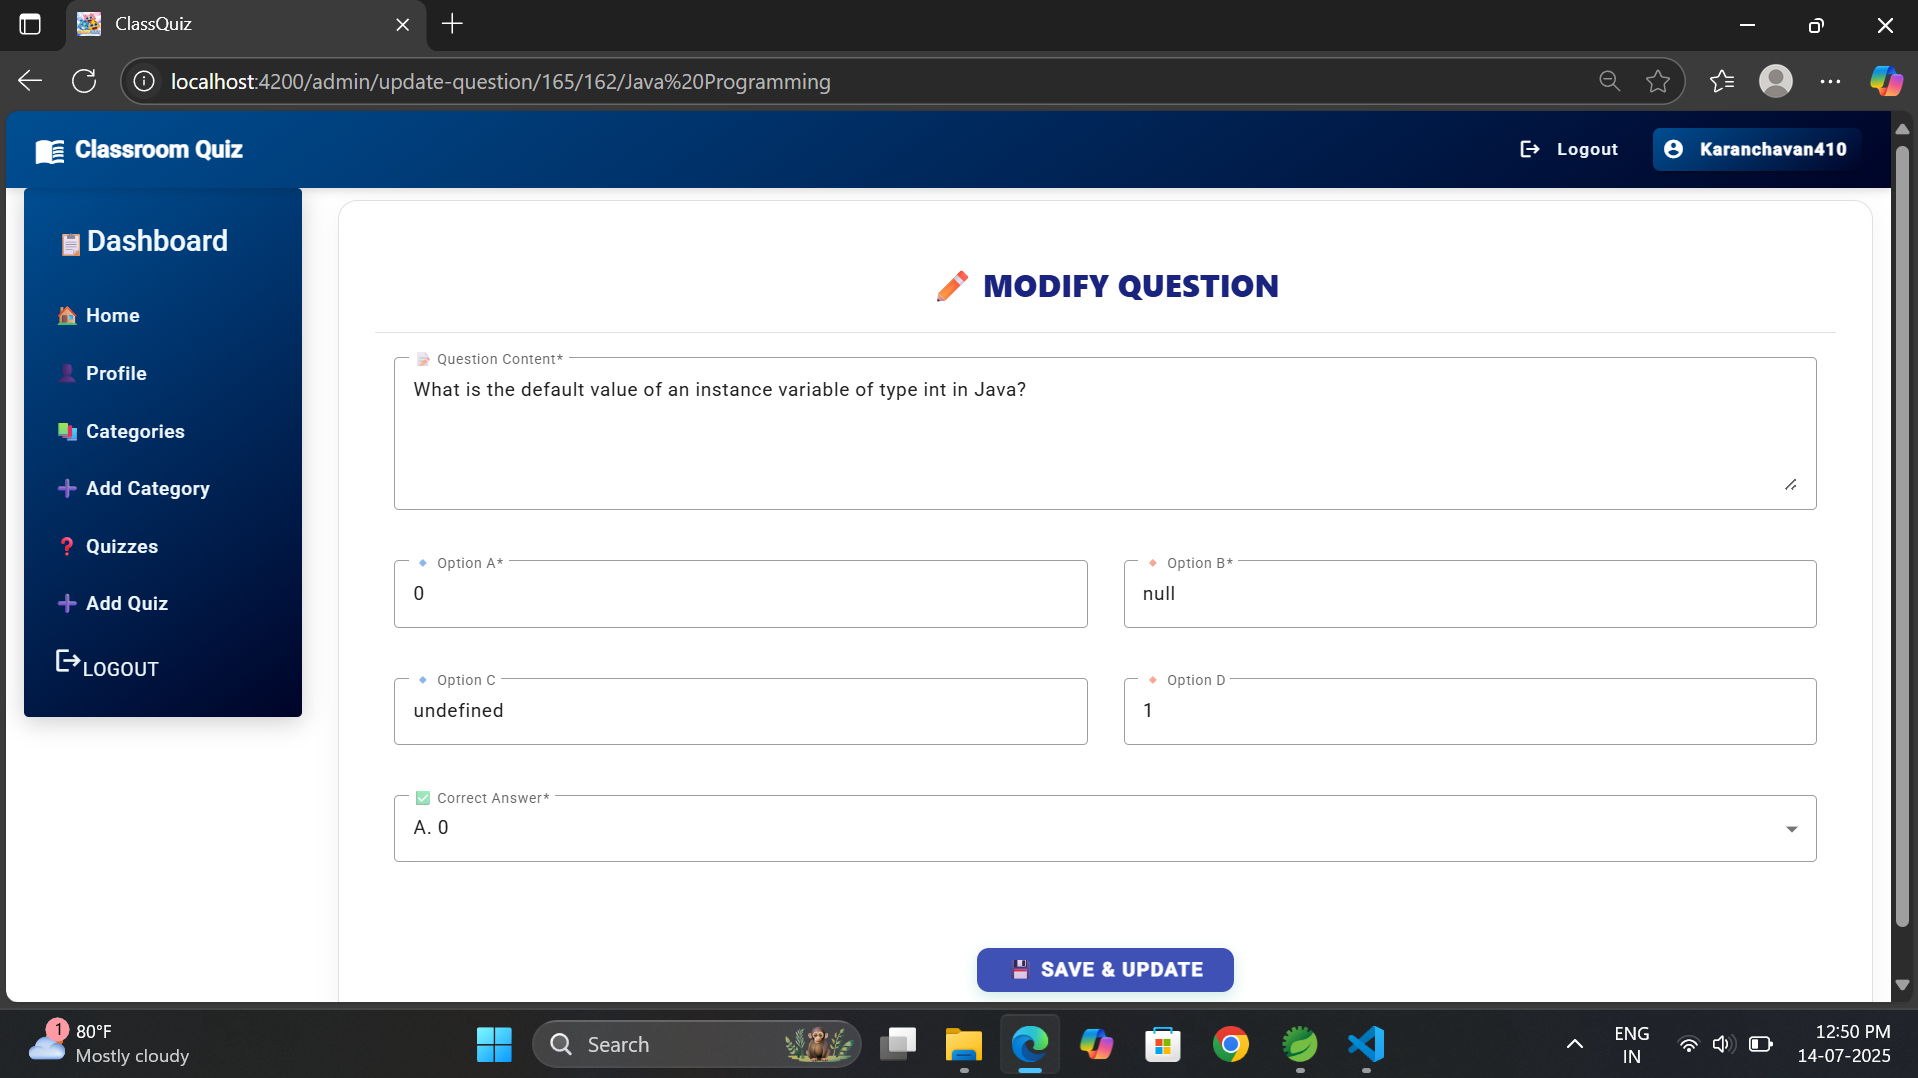 ClassQuiz
localhost:4200/admin/update-question/165/162/Java%20Programming
Classroom Quiz
Logout
Karanchavan410
Dashboard
Home
Profile
Categories
Add Category
Quizzes
Add Quiz
LOGOUT
MODIFY QUESTION
Question Content*
What is the default value of an instance variable of type int in Java?
Option A*
0
Option B*
null
Option C
undefined
Option D
1
Correct Answer*
A. 0
SAVE & UPDATE
1
80°F
Mostly cloudy
Search
ENG
IN
12:50 PM
14-07-2025